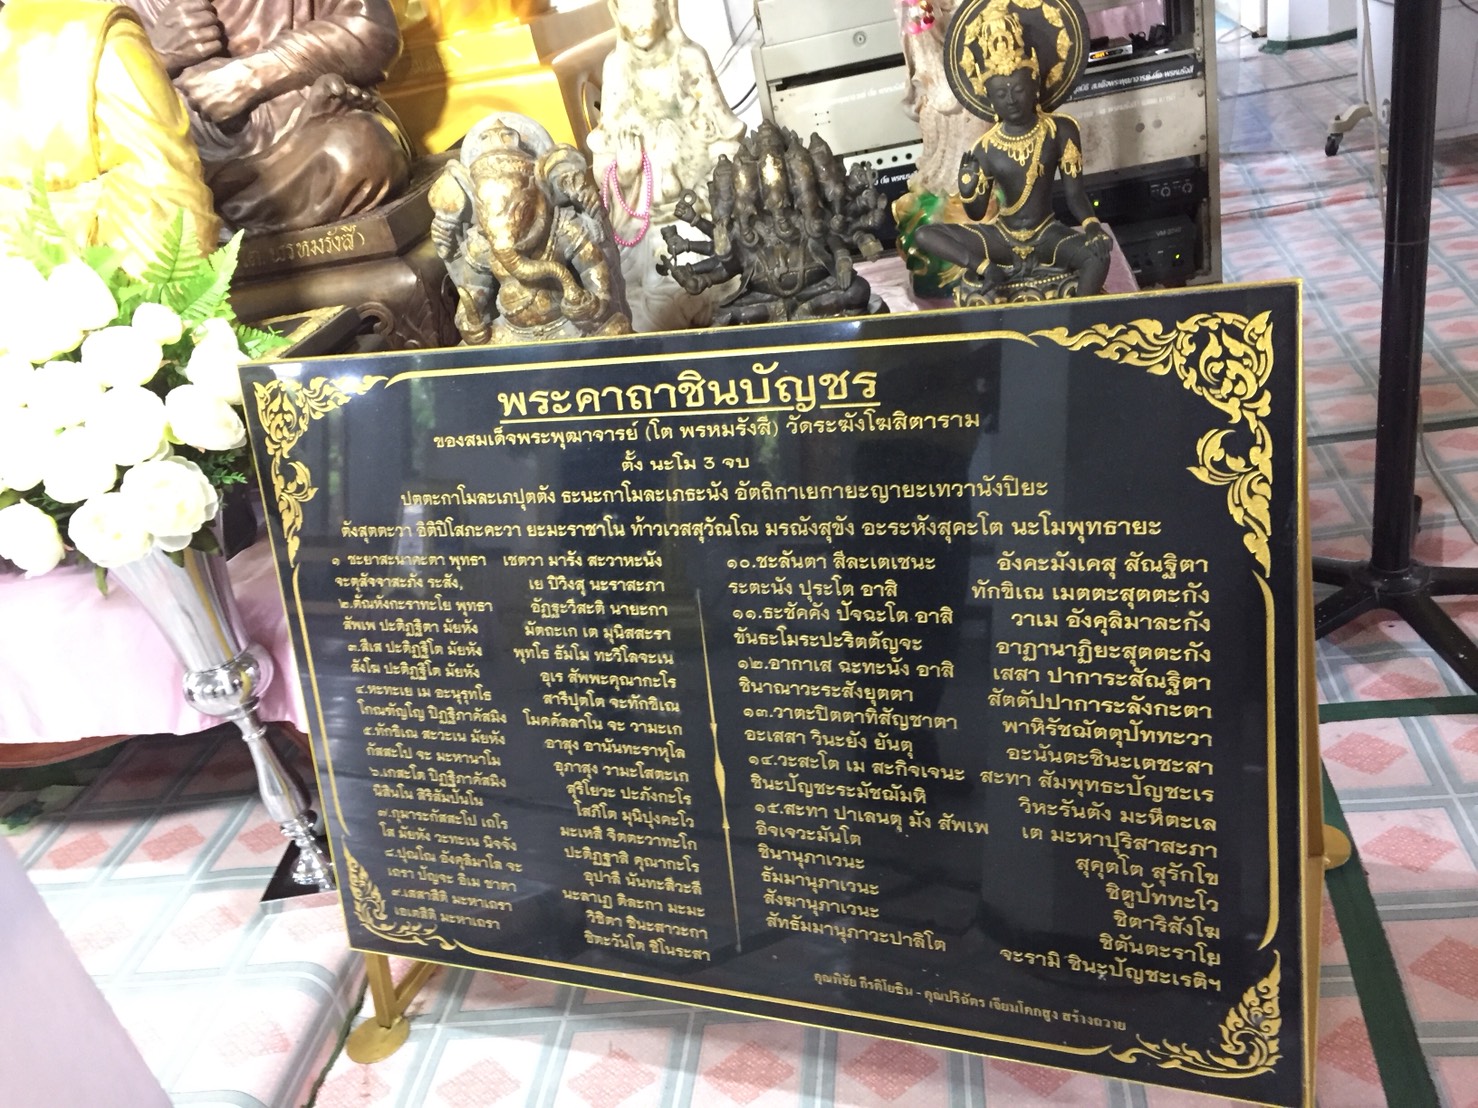 พรหมรังสี)
พระคาถาชินบัญชร
ของสมเด็จพระพุฒาจารย์ (โต พรหมรังสี) วัดระฆังโฆสิตาราม
ตั้ง นะโม 3 จบ
ปุตตะกาโมละเภปุตตัง ธะนะกาโมละเภธะนัง อัตถิกาเยกายะญายะเทวานังปิยะ
ตังสุตตะวา อิติปิโสภะคะวา ยะมะราชาโน ท้าวเวสสุวัณโณ มรณังสุขัง อะระหังสุคะโต นะโมพุทธายะ
๑ ชะยาสะนาคะตา พุทธา เชตวา มารัง สะวาหะนัง
จะตุสัจจาสะภัง ระสัง, เย ปิวิงสุ นะราสะภา
๒.ตัณหังกะราทะโย พุทธา อัฏฐะวีสะติ นายะกา
สัพเพ ปะติฏฐิตา มัยหัง มัตถะเก เต มุนิสสะรา
๓.สีเส ปะติฏฐิโต มัยหัง พุทโธ ธัมโม ทะวิโลจะเน
สังโฆ ปะติฏฐิโต มัยหัง อุเร สัพพะคุณากะโร
๔.หะทะเย เม อะนุรุทโธ สารีปุตโต จะทักขิเณ
โกณฑัญโญ ปิฏฐิภาคัสมิง โมคคัลลาโน จะ วามะเก
๕.ทักขิเณ สะวะเน มัยหัง อาสุง อานันทะราหุโล
กัสสะโป จะ มะหานาโม อุภาสุง วามะโสตะเก
๖.เกสะโต ปิฏฐิภาคัสมิง สุริโยวะ ปะภังกะโร
นิสินโน สิริสัมปันโน โสภิโต มุนิปุงคะโว
๗.กุมาระกัสสะโป เถโร มะเหสี จิตตะวาทะโก
โส มัยหัง วะทะเน นิจจัง ปะติฏฐาสิ คุณากะโร
๘.ปุณโณ อังคุลิมาโล จะ อุปาลี นันทะสีวะลี
เถรา ปัญจะ อิเม ชาตา นะลาเฏ ติละกา มะมะ
๙.เสสาสีติ มะหาเถรา วิชิตา ชินะสาวะกา
เอเตสีติ มะหาเถรา ชิตะวันโต ชิโนระสา
๑๐.ชะลันตา สีละเตเชนะ อังคะมังเคสุ สัณฐิตา
ระตะนัง ปุระโต อาสิ ทักขิเณ เมตตะสุตตะกัง
๑๑.ธะชัคคัง ปัจฉะโต อาสิ วาเม อังคุลิมาละกัง
ขันธะโมระปะริตตัญจะ อาฏานาฏิยะสุตตะกัง
๑๒.อากาเส ฉะทะนัง อาสิ เสสา ปาการะสัณฐิตา
ชินาณาวะระสังยุตตา สัตตัปปาการะลังกะตา
๑๓.วาตะปิตตาทิสัญชาตา พาหิรัชฌัตตุปัททะวา
อะเสสา วินะยัง ยันตุ อะนันตะชินะเตชะสา
๑๔.วะสะโต เม สะกิจเจนะ สะทา สัมพุทธะปัญชะเร
ชินะปัญชะระมัชฌัมหิ วิหะรันตัง มะหีตะเล
๑๕.สะทา ปาเลนตุ มัง สัพเพ เต มะหาปุริสาสะภา
อิจเจวะมันโต สุคุตโต สุรักโข
ชินานุภาเวนะ ชิตูปัททะโว
ธัมมานุภาเวนะ ชิตาริสังโฆ
สังฆานุภาเวนะ ชิตันตะราโย
สัทธัมมานุภาวะปาลิโต จะรามิ ชินะปัญชะเรติฯ
คุณพิชัย กีรติโยธิน - คุณปริฉัตร เจียมโคกสูง สร้างถวาย